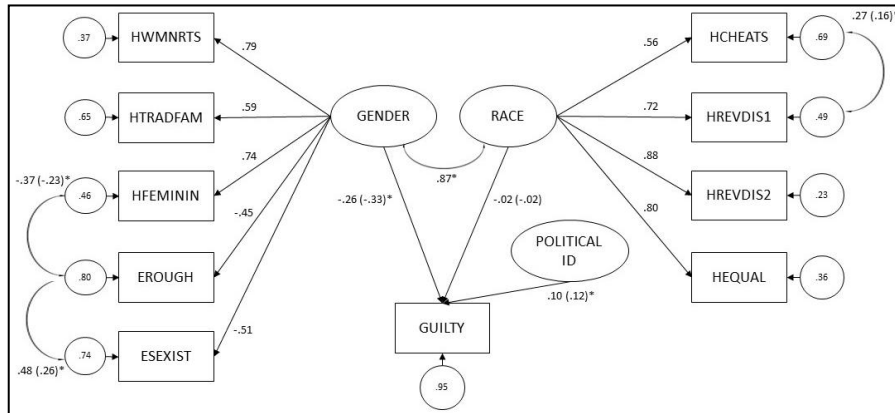 .37
HWMNRTS
.79
.65
HTRADFAM
.59
.74
-.37 (-.23)*
.46
HFEMININ
-.45
.80
EROUGH
-.51
.74
ESEXIST
.48 (.26)*
GENDER
RACE
.87*
-.26 (-.33)*
-.02 (-.02)
POLITICAL
ID
.10 (.12)*
GUILTY
.95
.27 (.16)*
.56
HCHEATS
.69
.72
HREVDIS1
.49
.88
HREVDIS2
.23
.80
HEQUAL
.36